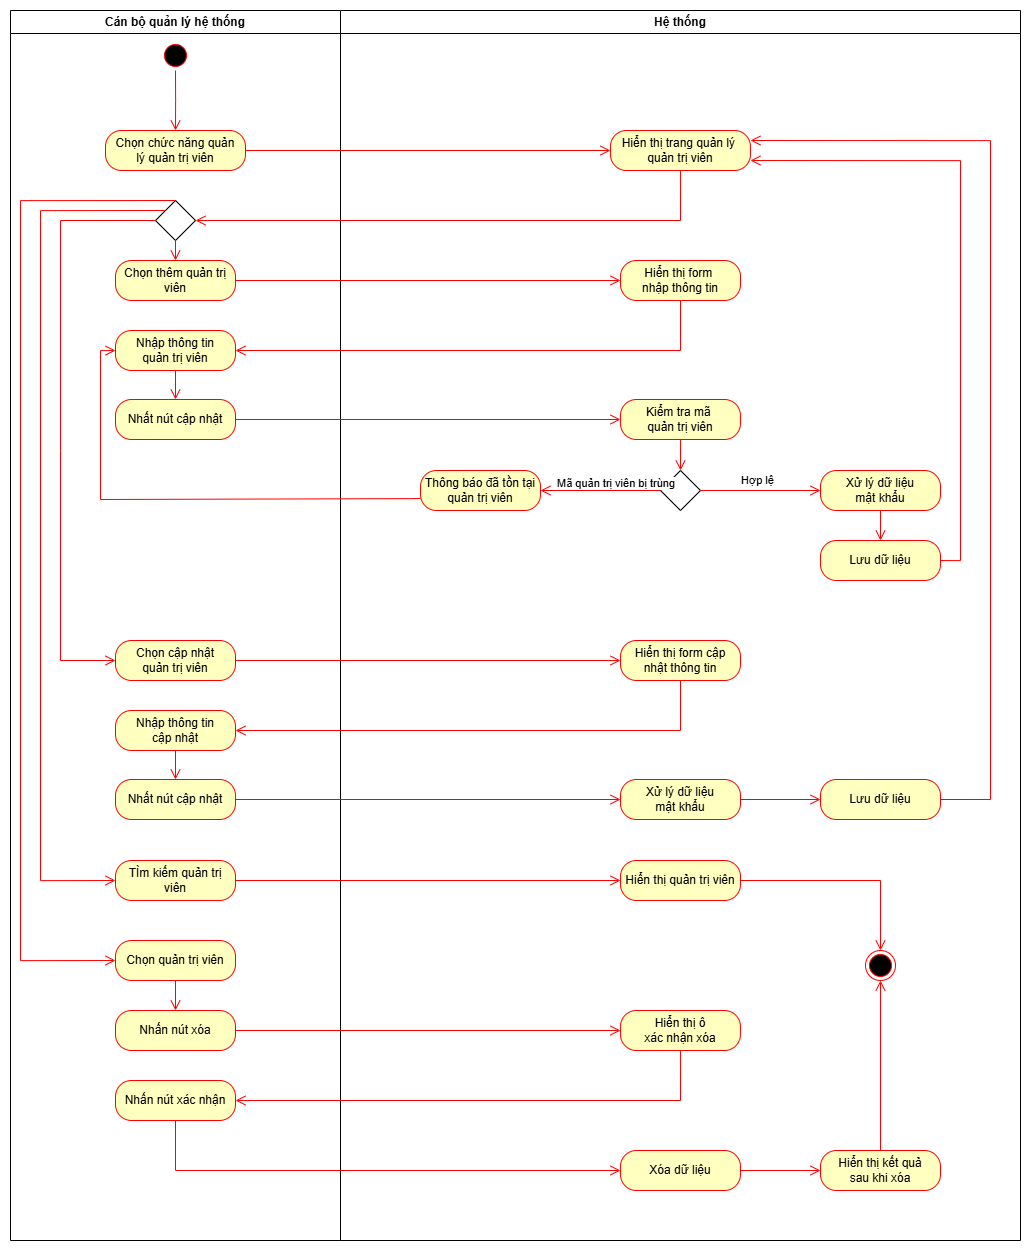 Cán bộ quản lý hệ thống
Hệ thống
Chọn chức năng quản
lý quản trị viên
Hiển thị trang quản lý
quản trị viên
Chọn thêm quản trị
viên
Hiển thị form
nhập thông tin
Nhập thông tin
quản trị viên
Nhất nút cập nhật
Kiểm tra mã
quản trị viên
Thông báo đã tồn tại
quản trị viên
Mã quản trị viên bị trùng
Hợp lệ
Xử lý dữ liệu
mật khẩu
Lưu dữ liệu
Chọn cập nhật
quản trị viên
Hiển thị form cập
nhật thông tin
Nhập thông tin
cập nhật
Nhất nút cập nhật
Xử lý dữ liệu
mật khẩu
Lưu dữ liệu
TÌm kiếm quản trị
viên
Hiển thị quản trị viên
Chọn quản trị viên
Nhấn nút xóa
Hiển thị ô
xác nhận xóa
Nhấn nút xác nhận
Xóa dữ liệu
Hiển thị kết quả
sau khi xóa